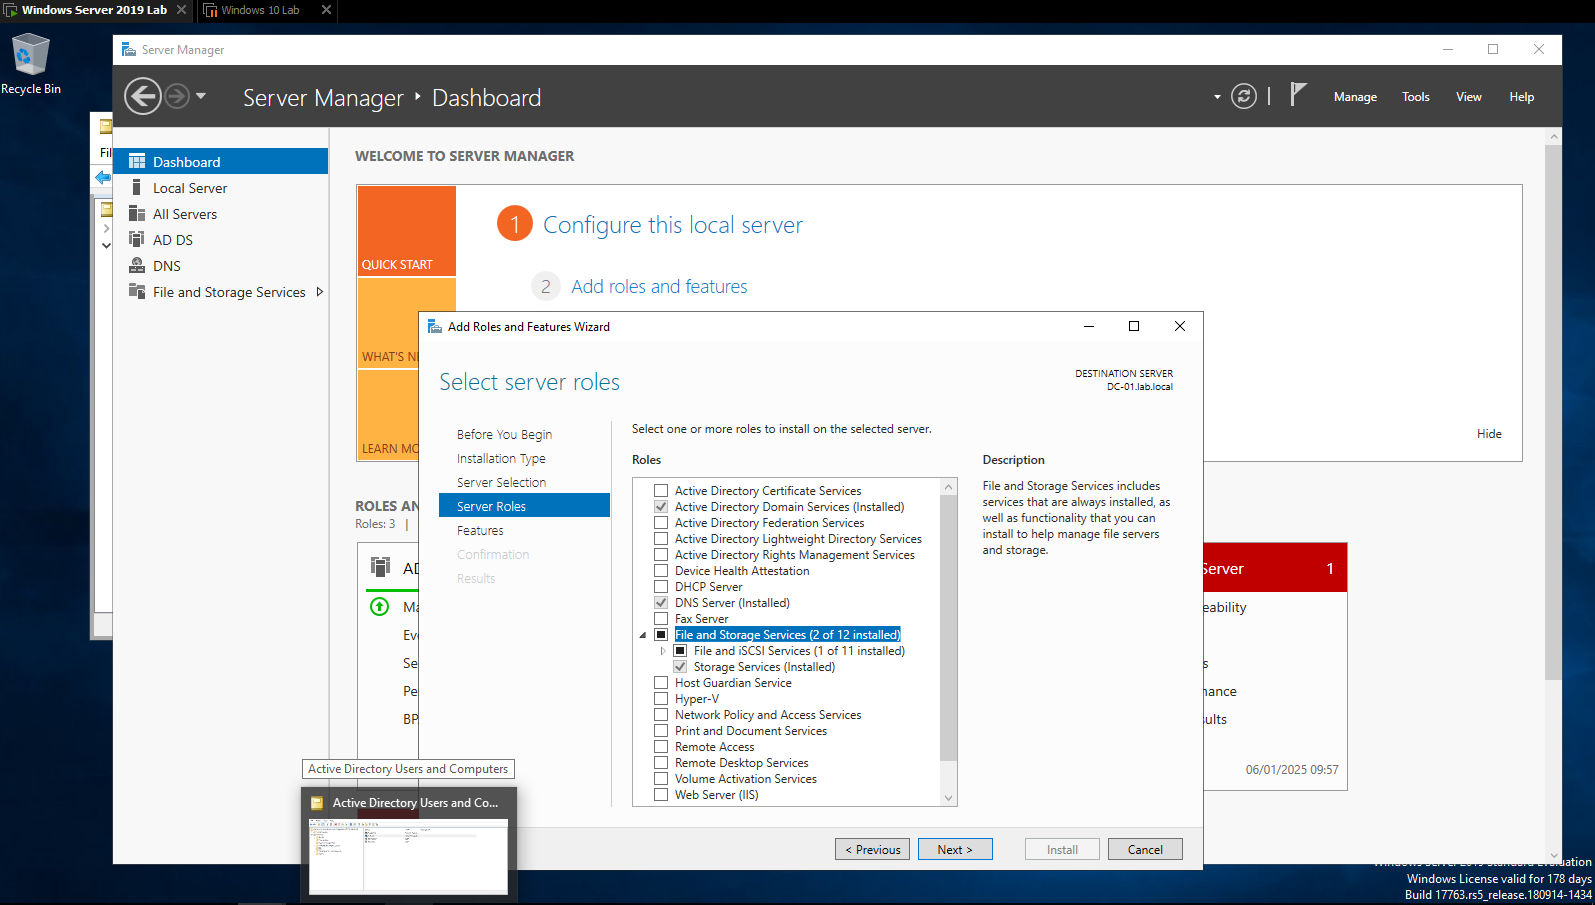 Windows Server 2019 Lab
Windows 10 Lab
Recycle Bin
Server Manager
Server Manager Dashboard
Manage Tools View Help
Fil
Dashboard
Local Server
All Servers
AD DS
DNS
File and Storage Services
WELCOME TO SERVER MANAGER
QUICK START
WHAT'S NE
LEARN MO
1 Configure this local server
2 Add roles and features
Hide
ROLES AN
Roles: 3 |
AD
Ma
Eve
Se
Pe
BP
Server 1
eability
s
nance
ults
06/01/2025 09:57
Add Roles and Features Wizard
Select server roles
DESTINATION SERVER
DC-01.lab.local
Before You Begin
Installation Type
Server Selection
Server Roles
Features
Confirmation
Results
Select one or more roles to install on the selected server.
Roles
Active Directory Certificate Services
Active Directory Domain Services (Installed)
Active Directory Federation Services
Active Directory Lightweight Directory Services
Active Directory Rights Management Services
Device Health Attestation
DHCP Server
DNS Server (Installed)
Fax Server
File and Storage Services (2 of 12 installed)
File and iSCSI Services (1 of 11 installed)
Storage Services (Installed)
Host Guardian Service
Hyper-V
Network Policy and Access Services
Print and Document Services
Remote Access
Remote Desktop Services
Volume Activation Services
Web Server (IIS)
Description
File and Storage Services includes
services that are always installed, as
well as functionality that you can
install to help manage file servers
and storage.
< Previous
Next >
Install
Cancel
Active Directory Users and Computers
Active Directory Users and Co...
Windows Server 2019 Standard Evaluation
Windows License valid for 178 days
Build 17763.rs5_release.180914-1434